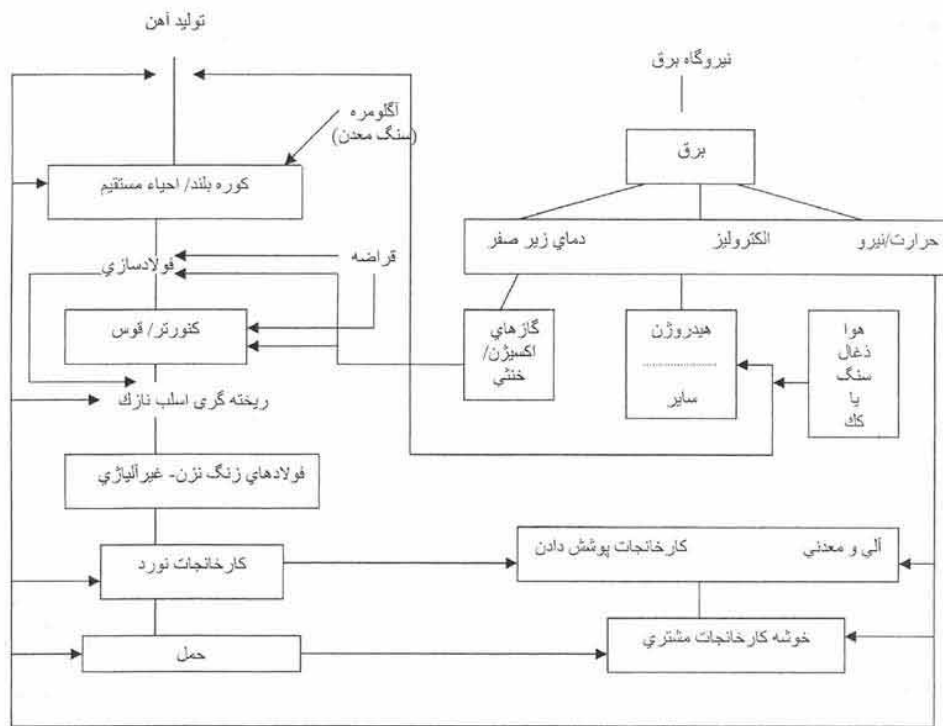 تولید آهن
نیروگاه برق
آگلومره
(سنگ معدن)
برق
کوره بلند/ احیاء مستقیم
دمای زیر صفر
الکترولیز
حرارت/نیرو
قراضه
فولادسازی
کنورتر/ قوس
گازهای
اکسیژن/
خنثی
هیدروژن
..................
سایر
هوا
ذغال
سنگ
یا
کک
ریخته گری اسلب نازك
فولادهای زنگ نزن- غیرآلیاژی
کارخانجات نورد
کارخانجات پوشش دادن
آلی و معدنی
حمل
خوشه کارخانجات مشتری